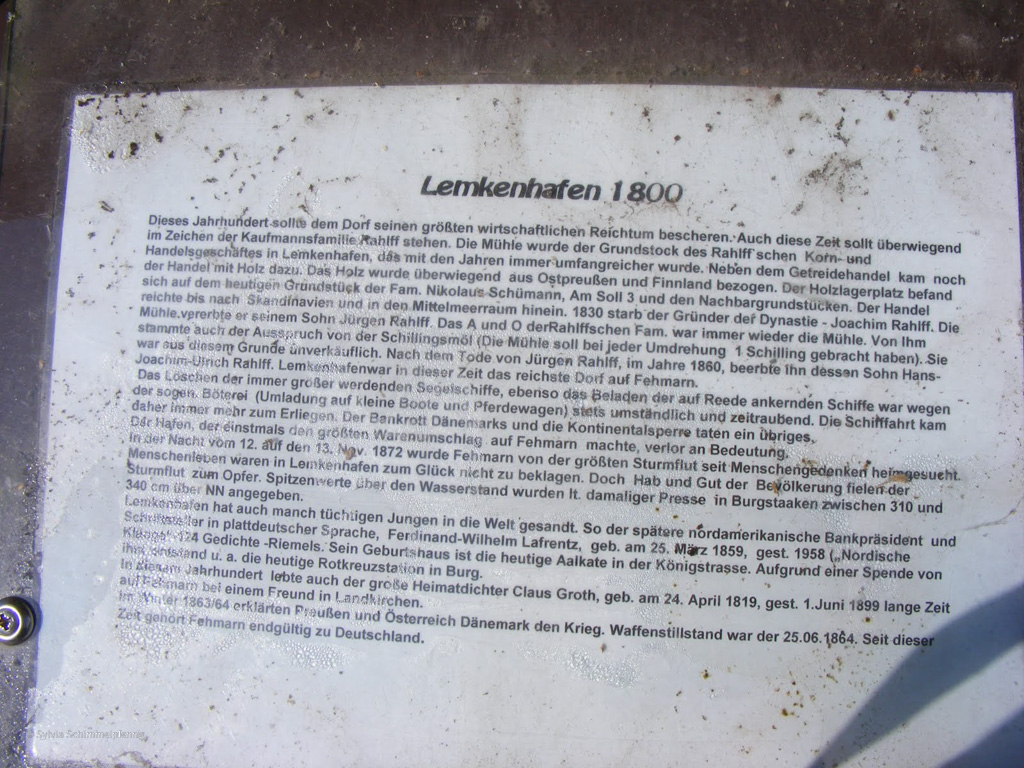 Lemkenhafen 1800
Dieses Jahrhundert sollte dem Dorf seinen größten wirtschaftlichen Reichtum bescheren. Auch diese Zeit sollt überwiegend
im Zeichen der Kaufmannsfamilie Rahlff stehen. Die Mühle wurde der Grundstock des Rahlff'schen Korn- und
Handelsgeschäftes in Lemkenhafen, das mit den Jahren immer umfangreicher wurde. Neben dem Getreidehandel kam noch
der Handel mit Holz dazu. Das Holz wurde überwiegend aus Ostpreußen und Finnland bezogen. Der Holzlagerplatz befand
sich auf dem heutigen Grundstück der Fam. Nikolaus Schümann, Am Soll 3 und den Nachbargrundstücken. Der Handel
reichte bis nach Skandinavien und in den Mittelmeerraum hinein. 1830 starb der Gründer der Dynastie - Joachim Rahlff. Die
Mühle vererbte er seinem Sohn Jürgen Rahlff. Das A und O derRahlffschen Fam. war immer wieder die Mühle. Von Ihm
stammte auch der Ausspruch von der Schillingsmöl (Die Mühle soll bei jeder Umdrehung 1 Schilling gebracht haben). Sie
war aus diesem Grunde unverkäuflich. Nach dem Tode von Jürgen Rahlff, im Jahre 1860, beerbte ihn dessen Sohn Hans-
Joachim-Ulrich Rahlff. Lemkenhafenwar in dieser Zeit das reichste Dorf auf Fehmarn.
Das Löschen der immer großer werdenden Segelschiffe, ebenso das Beladen der auf Reede ankernden Schiffe war wegen
der sogen. Böterei (Umladung auf kleine Boote und Pferdewagen) stets umständlich und zeitraubend. Die Schifffahrt kam
daher immer mehr zum Erliegen. Der Bankrott Dänemarks und die Kontinentalsperre taten ein übriges.
Der Hafen, der einstmals den größten Warenumschlag auf Fehmarn machte, verlor an Bedeutung.
In der Nacht vom 12. auf den 13. Nov. 1872 wurde Fehmarn von der größten Sturmflut seit Menschengedenken heimgesucht.
Menschenleben waren in Lemkenhafen zum Glück nicht zu beklagen. Doch Hab und Gut der Bevölkerung fielen der
Sturmflut zum Opfer. Spitzenwerte über den Wasserstand wurden lt. damaliger Presse in Burgstaaken zwischen 310 und
340 cm über NN angegeben.
Lemkenhafen hat auch manch tüchtigen Jungen in die Welt gesandt. So der spätere nordamerikanische Bankpräsident und
Schriftsteller in plattdeutscher Sprache, Ferdinand-Wilhelm Lafrentz, geb. am 25. März 1859, gest. 1958 („Nordische
Klänge" 124 Gedichte -Riemels. Sein Geburtshaus ist die heutige Aalkate in der Königstrasse. Aufgrund einer Spende von
ihm entstand u. a. die heutige Rotkreuzstation in Burg.
In diesem Jahrhundert lebte auch der große Heimatdichter Claus Groth, geb. am 24. April 1819, gest. 1.Juni 1899 lange Zeit
auf Fehmarn bei einem Freund in Landkirchen.
Im Winter 1863/64 erklärten Preußen und Österreich Dänemark den Krieg. Waffenstillstand war der 25.06.1864. Seit dieser
Zeit gehört Fehmarn endgültig zu Deutschland.